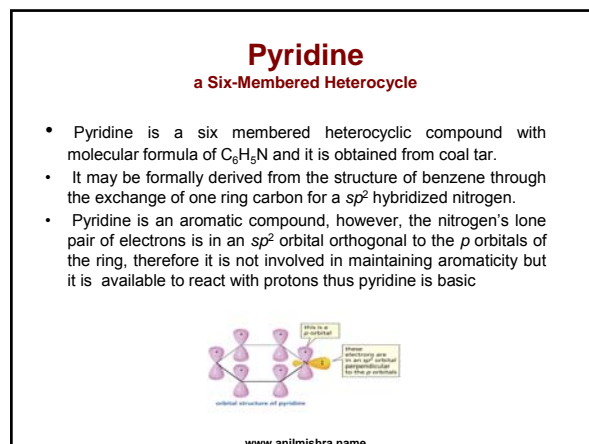 Pyridine
a Six-Membered Heterocycle
• Pyridine is a six membered heterocyclic compound with
molecular formula of C₆H₅N and it is obtained from coal tar.
• It may be formally derived from the structure of benzene through
the exchange of one ring carbon for a sp² hybridized nitrogen.
• Pyridine is an aromatic compound, however, the nitrogen's lone
pair of electrons is in an sp² orbital orthogonal to the p orbitals of
the ring, therefore it is not involved in maintaining aromaticity but
it is available to react with protons thus pyridine is basic
this is a
p orbital
these
electrons are
in an sp² orbital
perpendicular
to the p orbitals
N
orbital structure of pyridine
www.anilmishra.name